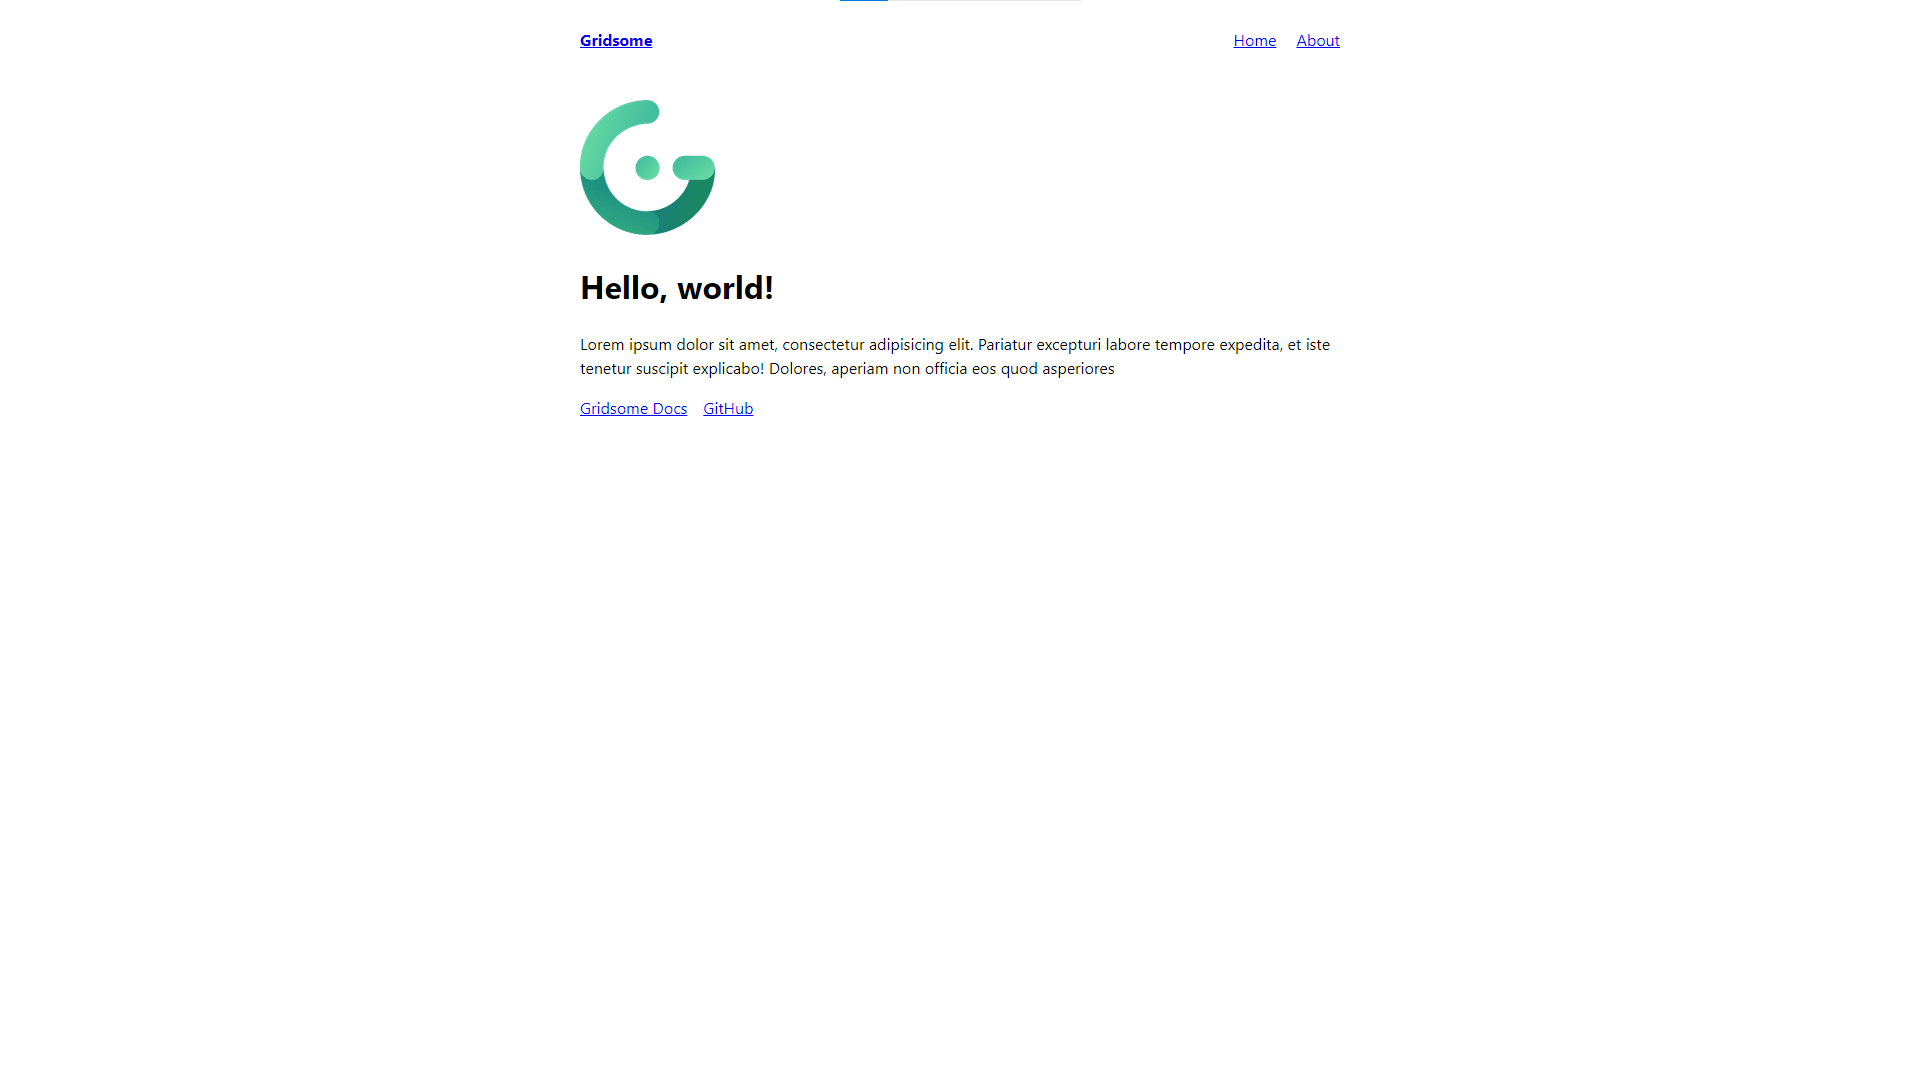 Gridsome
Home About
Hello, world!
Lorem ipsum dolor sit amet, consectetur adipisicing elit. Pariatur excepturi labore tempore expedita, et iste
tenetur suscipit explicabo! Dolores, aperiam non officia eos quod asperiores
Gridsome Docs GitHub